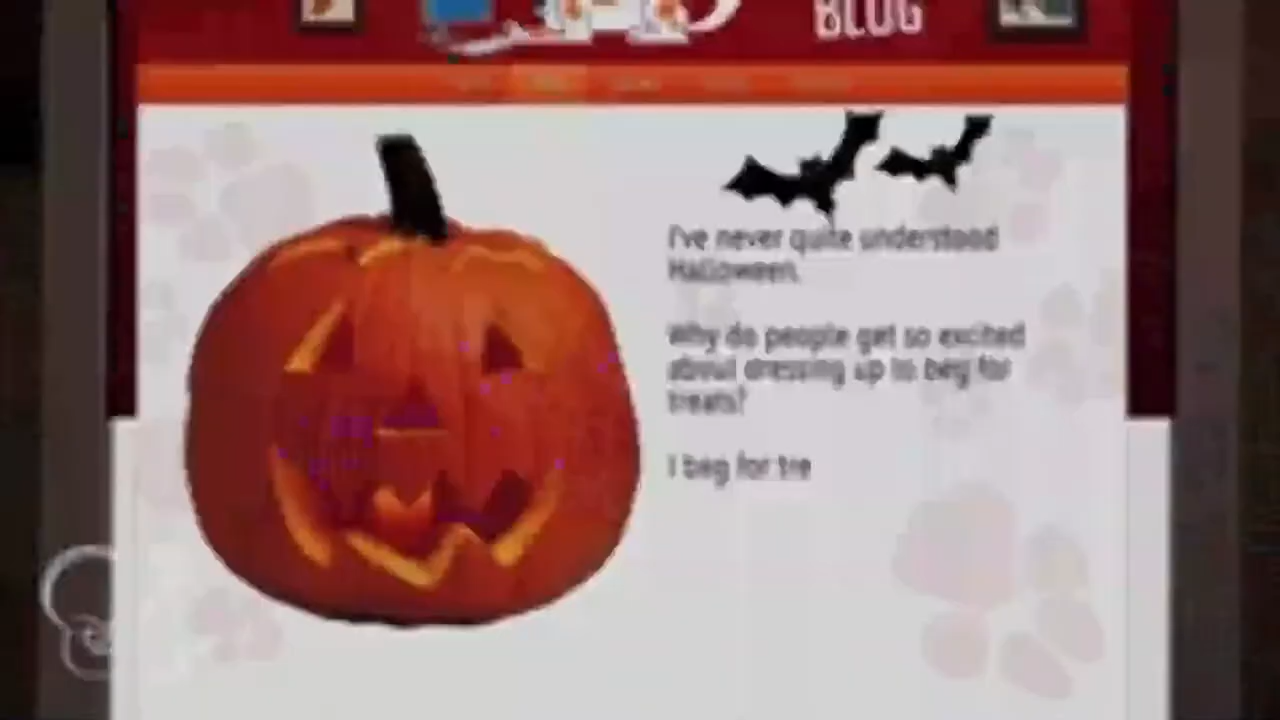 BLOG
I've never quite understood
Halloween.
Why do people get so excited
about dressing up to beg for
treats?
I beg for tre